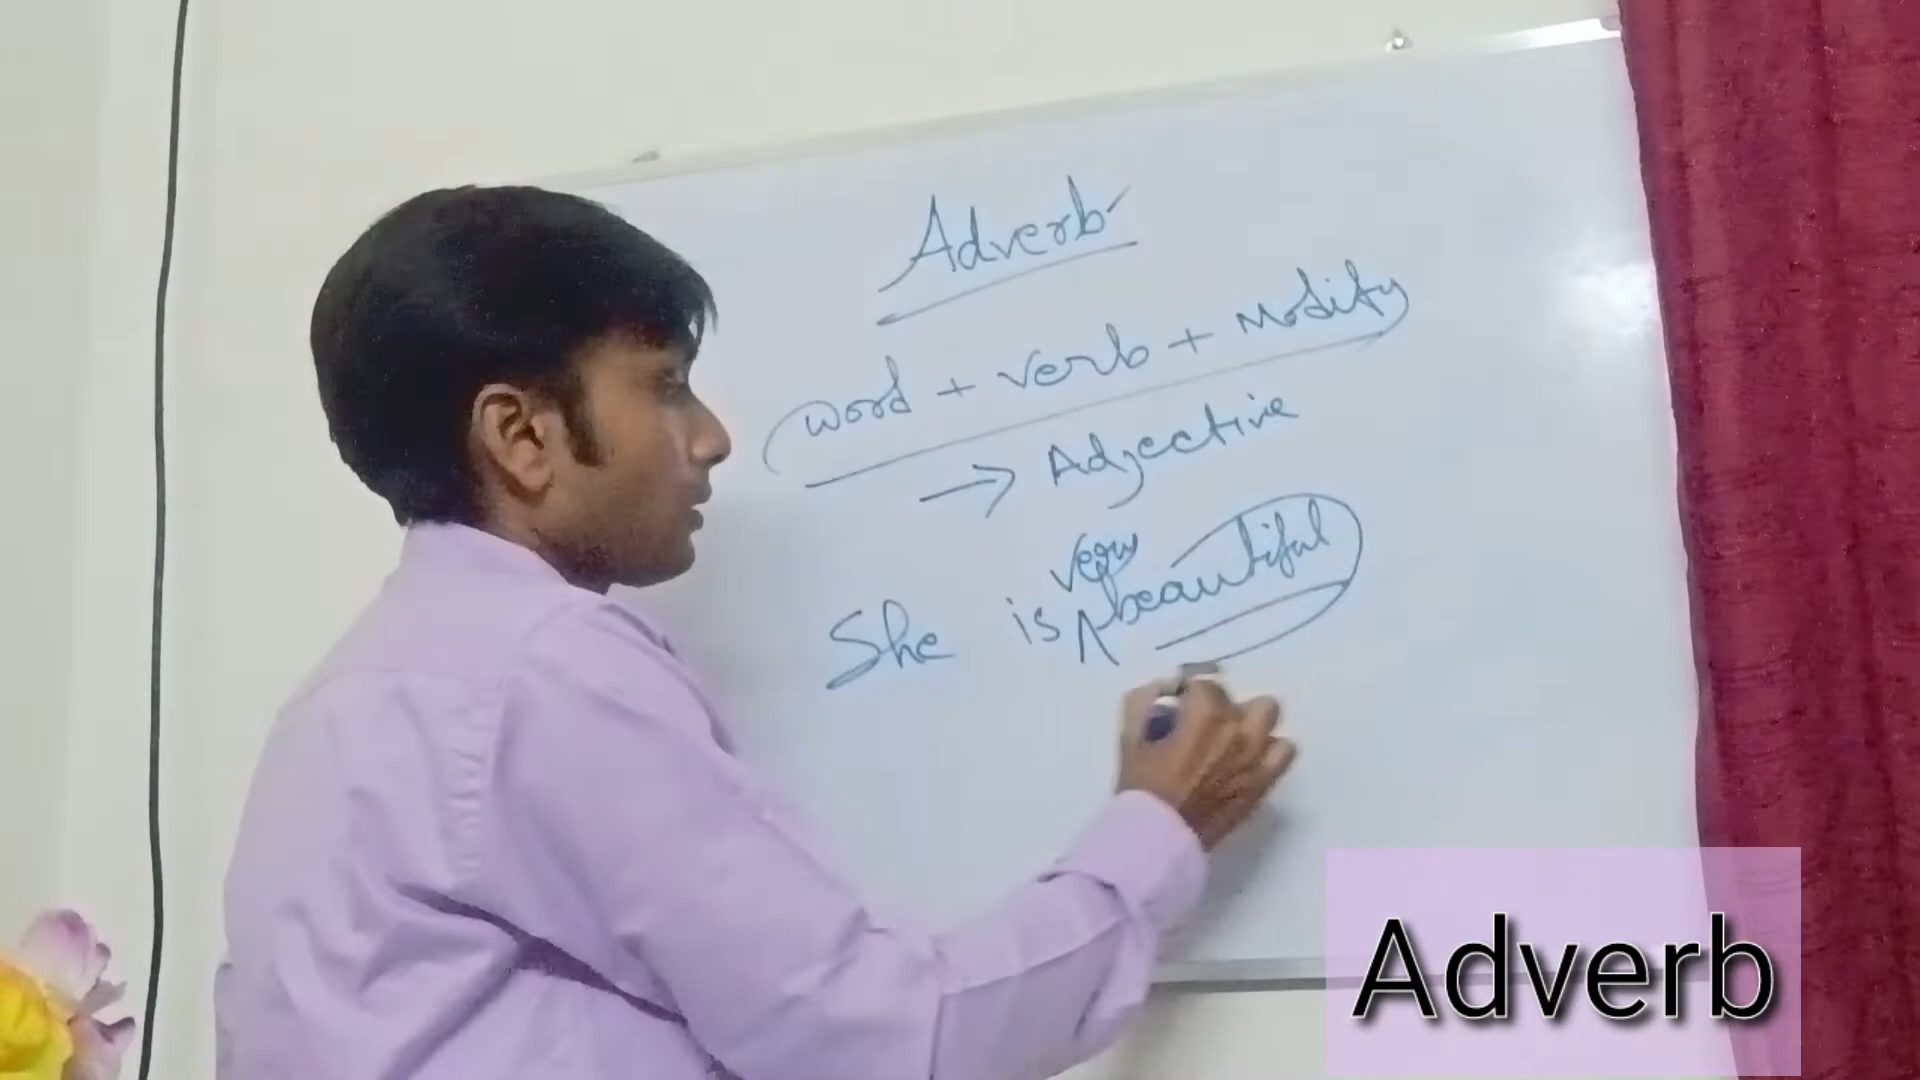 Adverb
word + verb + Modify
→ Adjective
very
She is ∧ beautiful
Adverb